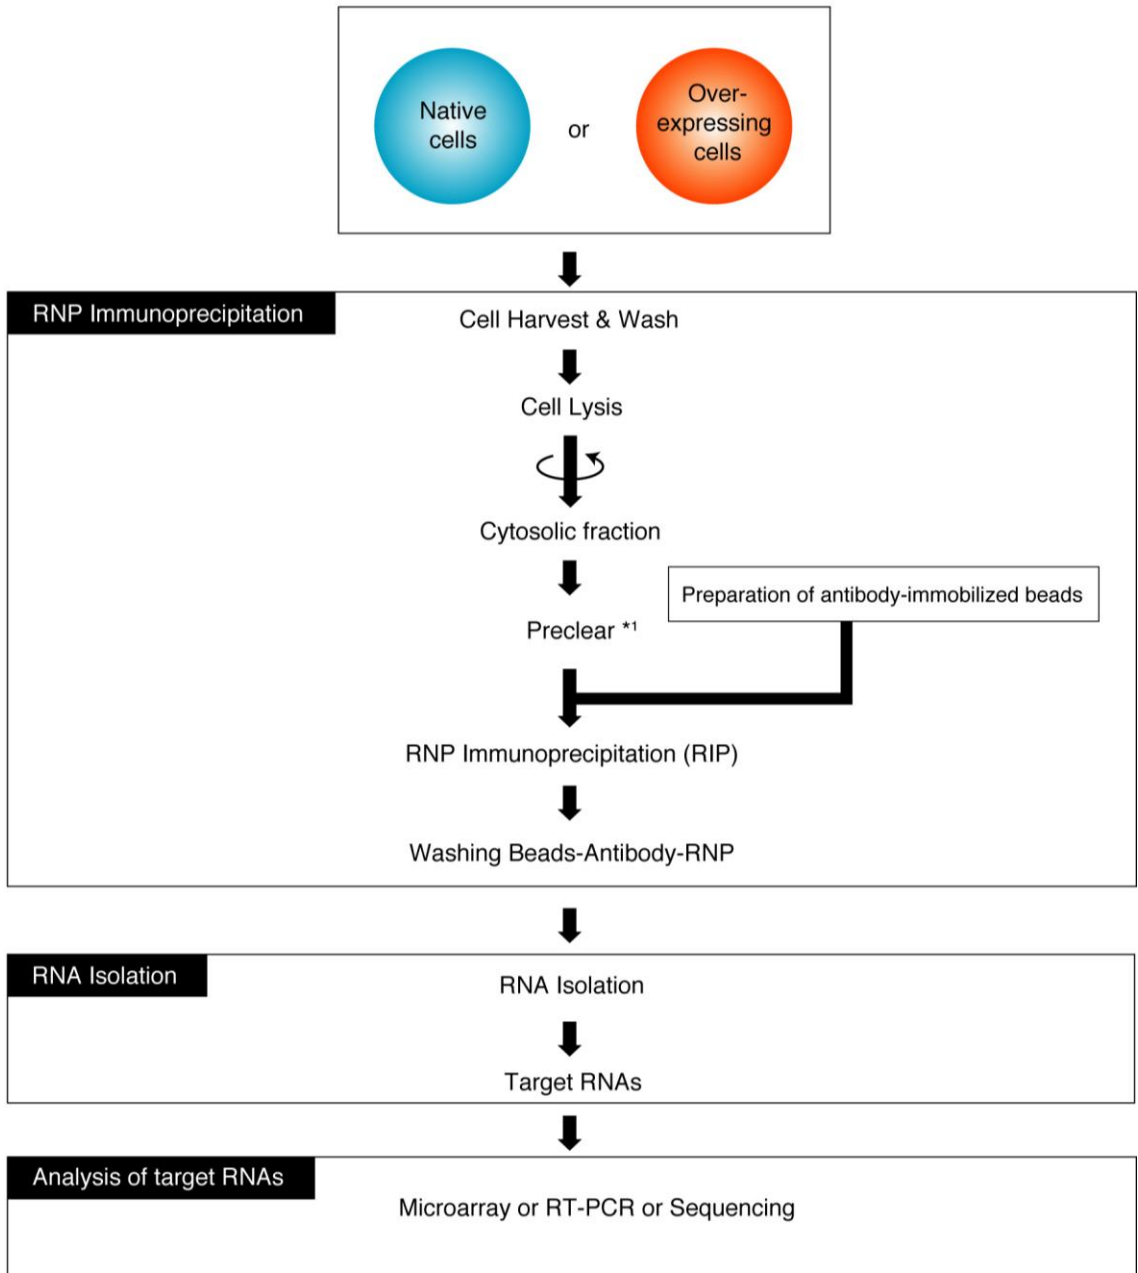 Native
cells
or
Over-
expressing
cells
RNP Immunoprecipitation
Cell Harvest & Wash
Cell Lysis
Cytosolic fraction
Preparation of antibody-immobilized beads
Preclear *1
RNP Immunoprecipitation (RIP)
Washing Beads-Antibody-RNP
RNA Isolation
RNA Isolation
Target RNAs
Analysis of target RNAs
Microarray or RT-PCR or Sequencing